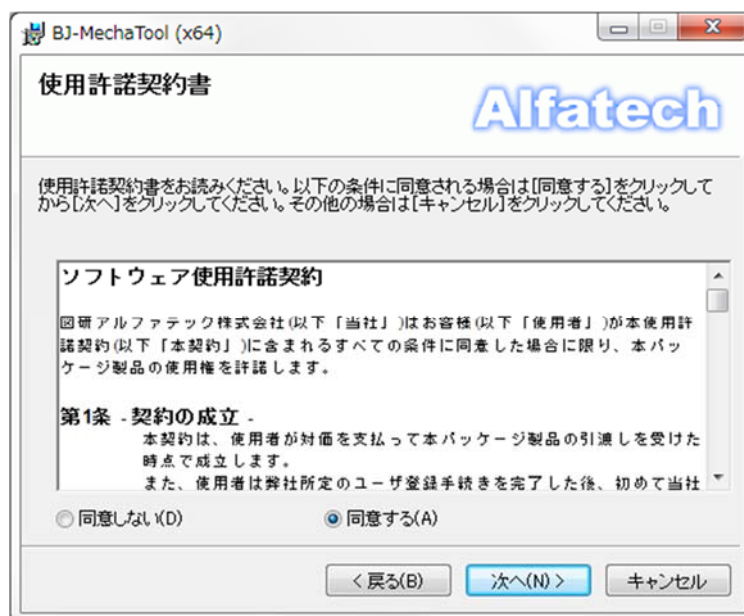 BJ-MechaTool (x64)
使用許諾契約書
Alfatech
使用許諾契約書をお読みください。以下の条件に同意される場合は[同意する]をクリックして
から[次へ]をクリックしてください。その他の場合は[キャンセル]をクリックしてください。
ソフトウェア使用許諾契約
図研アルファテック株式会社(以下「当社」)はお客様(以下「使用者」)が本使用許
諾契約(以下「本契約」)に含まれるすべての条件に同意した場合に限り、本パッ
ケージ製品の使用権を許諾します。
第1条 - 契約の成立 -
本契約は、使用者が対価を支払って本パッケージ製品の引渡しを受けた
時点で成立します。
また、使用者は弊社所定のユーザ登録手続きを完了した後、初めて当社
同意しない(D)
同意する(A)
< 戻る(B)
次へ(N) >
キャンセル